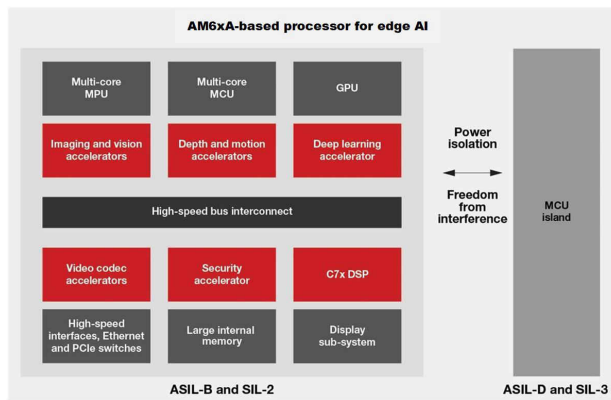 AM6xA-based processor for edge AI
Multi-core
MPU
Multi-core
MCU
GPU
Imaging and vision
accelerators
Depth and motion
accelerators
Deep learning
accelerator
High-speed bus interconnect
Video codec
accelerators
Security
accelerator
C7x DSP
High-speed
interfaces, Ethernet
and PCIe switches
Large internal
memory
Display
sub-system
ASIL-B and SIL-2
Power
isolation
Freedom
from
interference
MCU
island
ASIL-D and SIL-3